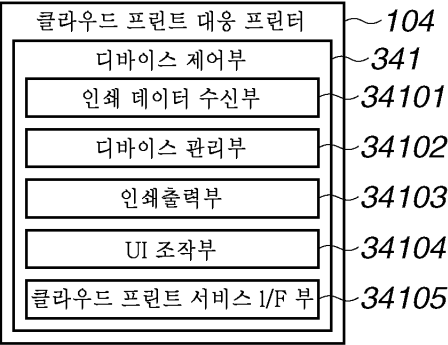 클라우드 프린트 대응 프린터 104
디바이스 제어부 341
인쇄 데이터 수신부 34101
디바이스 관리부 34102
인쇄출력부 34103
UI 조작부 34104
클라우드 프린트 서비스 I/F 부 34105